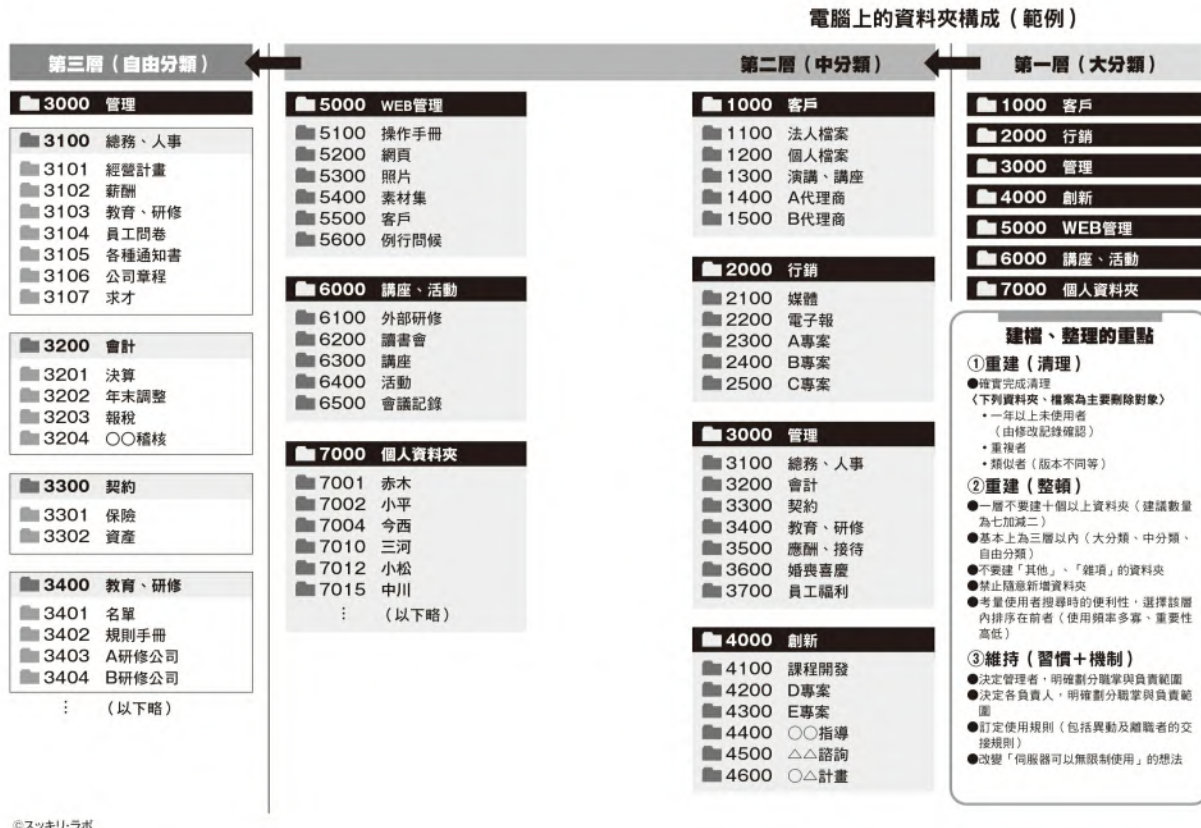 電腦上的資料夾構成（範例）
第一層（大分類）
1000 客戶
2000 行銷
3000 管理
4000 創新
5000 WEB管理
6000 講座、活動
7000 個人資料夾
第二層（中分類）
1000 客戶
1100 法人檔案
1200 個人檔案
1300 演講、講座
1400 A代理商
1500 B代理商
2000 行銷
2100 媒體
2200 電子報
2300 A專案
2400 B專案
2500 C專案
3000 管理
3100 總務、人事
3200 會計
3300 契約
3400 教育、研修
3500 應酬、接待
3600 婚喪喜慶
3700 員工福利
4000 創新
4100 課程開發
4200 D專案
4300 E專案
4400 ○○指導
4500 △△諮詢
4600 ○△計畫
5000 WEB管理
5100 操作手冊
5200 網頁
5300 照片
5400 素材集
5500 客戶
5600 例行問候
6000 講座、活動
6100 外部研修
6200 讀書會
6300 講座
6400 活動
6500 會議記錄
7000 個人資料夾
7001 赤木
7002 小平
7004 今西
7010 三河
7012 小松
7015 中川
⋮ （以下略）
第三層（自由分類）
3000 管理
3100 總務、人事
3101 經營計畫
3102 薪酬
3103 教育、研修
3104 員工問卷
3105 各種通知書
3106 公司章程
3107 求才
3200 會計
3201 決算
3202 年末調整
3203 報稅
3204 ○○稽核
3300 契約
3301 保險
3302 資產
3400 教育、研修
3401 名單
3402 規則手冊
3403 A研修公司
3404 B研修公司
⋮ （以下略）
建檔、整理的重點
①重建（清理）
●確實完成清理
〈下列資料夾、檔案為主要刪除對象〉
・一年以上未使用者
（由修改記錄確認）
・重複者
・類似者（版本不同等）
②重建（整頓）
●一層不要建十個以上資料夾（建議數量
為七加減二）
●基本上為三層以內（大分類、中分類、
自由分類）
●不要建「其他」、「雜項」的資料夾
●禁止隨意新增資料夾
●考量使用者搜尋時的便利性，選擇該層
內排序在前者（使用頻率多寡、重要性
高低）
③維持（習慣＋機制）
●決定管理者，明確劃分職掌與負責範圍
●決定各負責人，明確劃分職掌與負責範
圍
●訂定使用規則（包括異動及離職者的交
接規則）
●改變「伺服器可以無限制使用」的想法
©スッキリ・ラボ